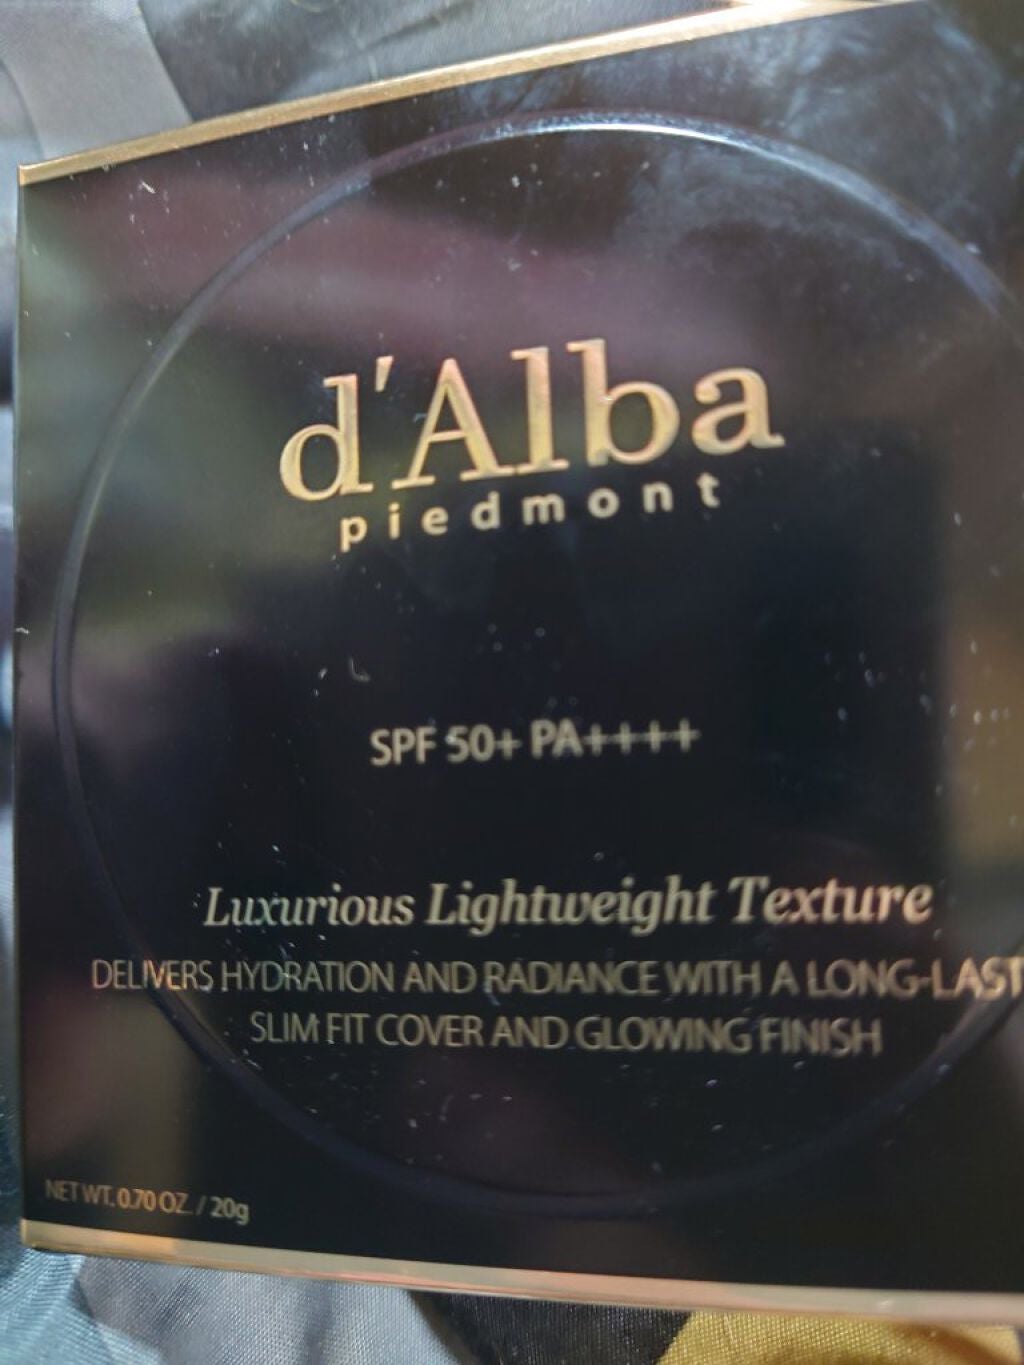 d'Alba
piedmont
SPF 50+ PA++++
Luxurious Lightweight Texture
DELIVERS HYDRATION AND RADIANCE WITH A LONG-LAST
SLIM FIT COVER AND GLOWING FINISH
NET WT. 0.70 OZ. / 20g